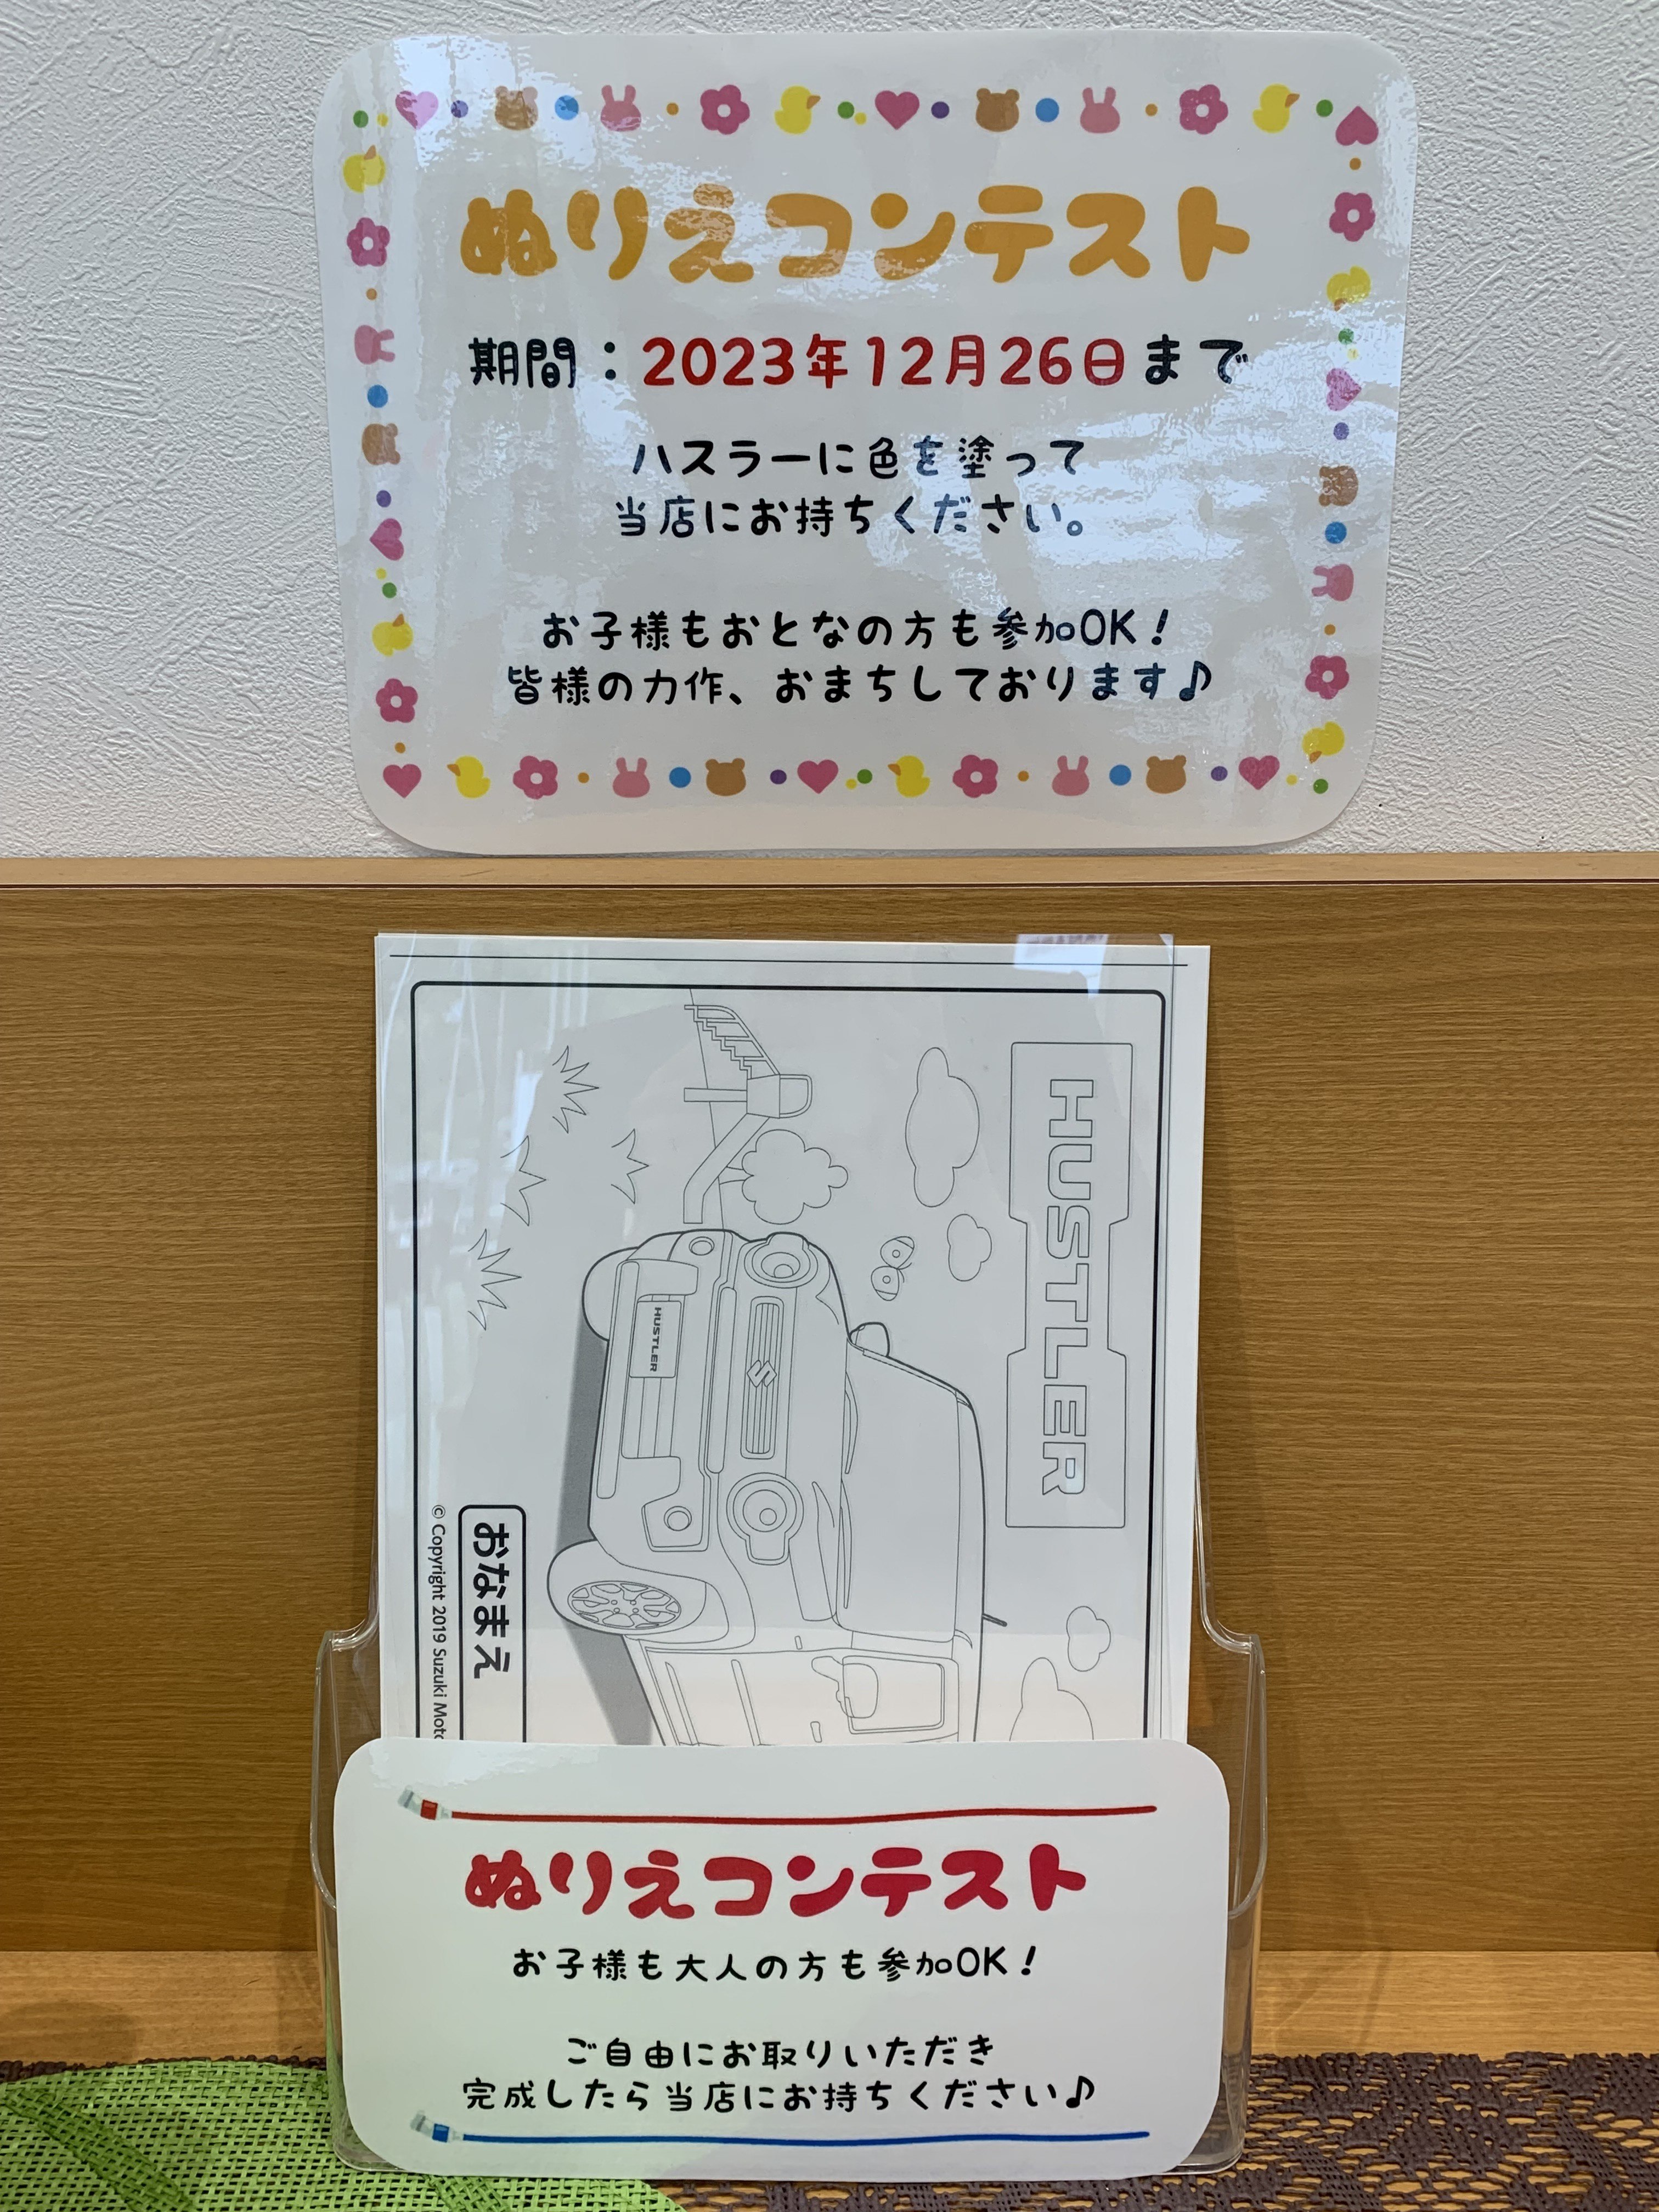 ぬりえコンテスト
期間：2023年12月26日まで
ハスラーに色を塗って
当店にお持ちください。
お子様もおとなの方も参加OK！
皆様の力作、おまちしております♪
HUSTLER
HUSTLER
おなまえ
© Copyright 2019 Suzuki
ぬりえコンテスト
お子様も大人の方も参加OK！
ご自由にお取りいただき
完成したら当店にお持ちください♪